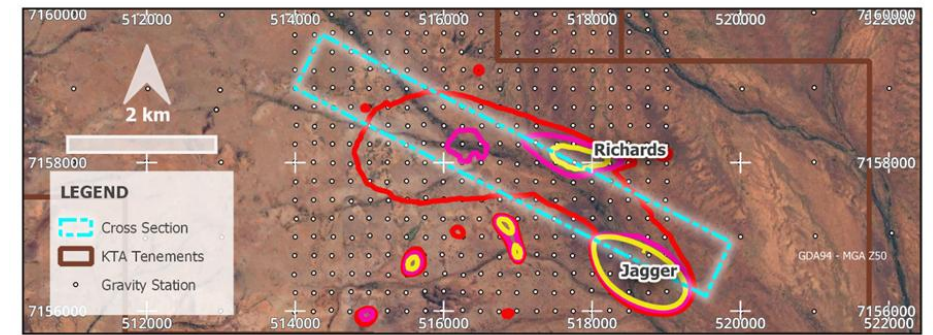 7160000 512000 514000 516000 518000 520000 7160000
522000
2 km
Richards
7158000 7158000
LEGEND
Cross Section
KTA Tenements
Jagger
GDA94 - MGA Z50
Gravity Station
7156000 7156000
512000 514000 516000 518000 520000 522000